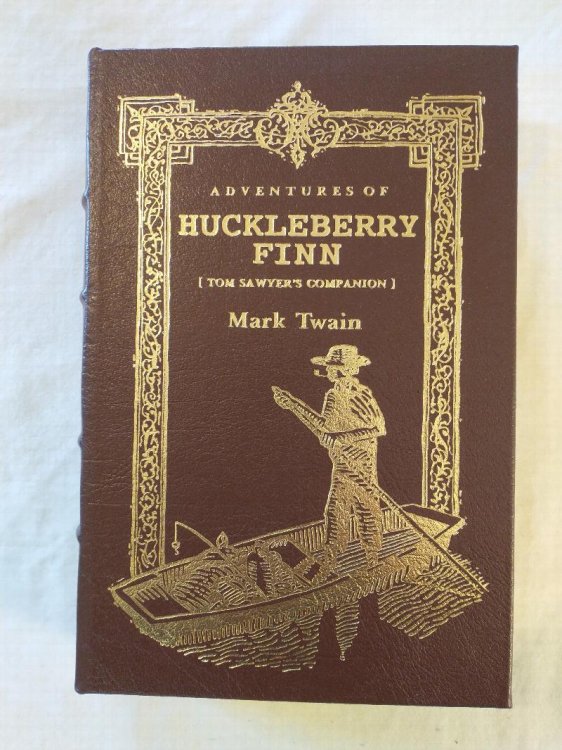 ADVENTURES OF
HUCKLEBERRY
FINN
[ TOM SAWYER'S COMPANION ]
Mark Twain